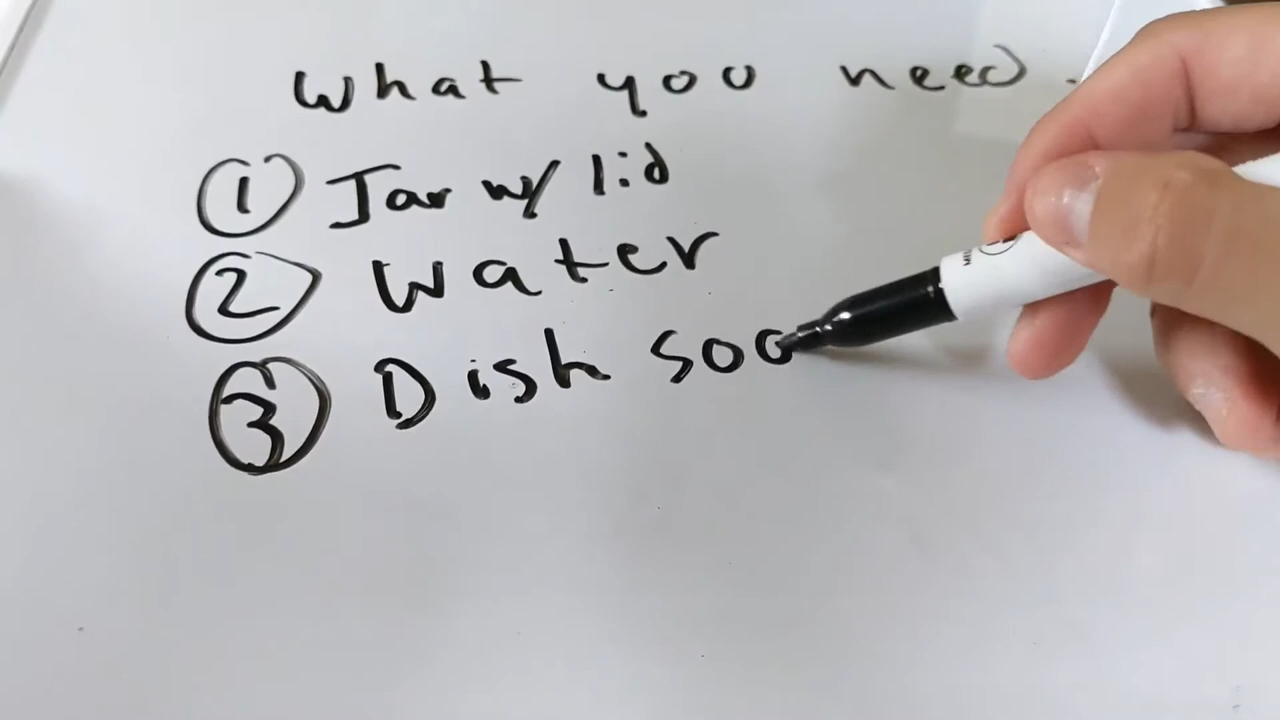 What you need.
① Jar w/ lid
② Water
③ Dish soa